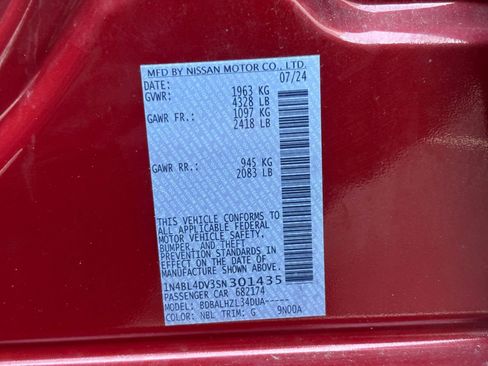 MFD BY NISSAN MOTOR CO., LTD.
DATE: 07/24
GVWR: 1963 KG
4328 LB
GAWR FR.: 1097 KG
2418 LB
GAWR RR.: 945 KG
2083 LB
THIS VEHICLE CONFORMS TO
ALL APPLICABLE FEDERAL
MOTOR VEHICLE SAFETY,
BUMPER, AND THEFT
PREVENTION STANDARDS IN
EFFECT ON THE DATE OF
MANUFACTURE SHOWN ABOVE.
1N4BL4DV3SN301435
PASSENGER CAR 682174
MODEL: BDBALHZL34DUA-----
COLOR: NBL TRIM: G 9N00A